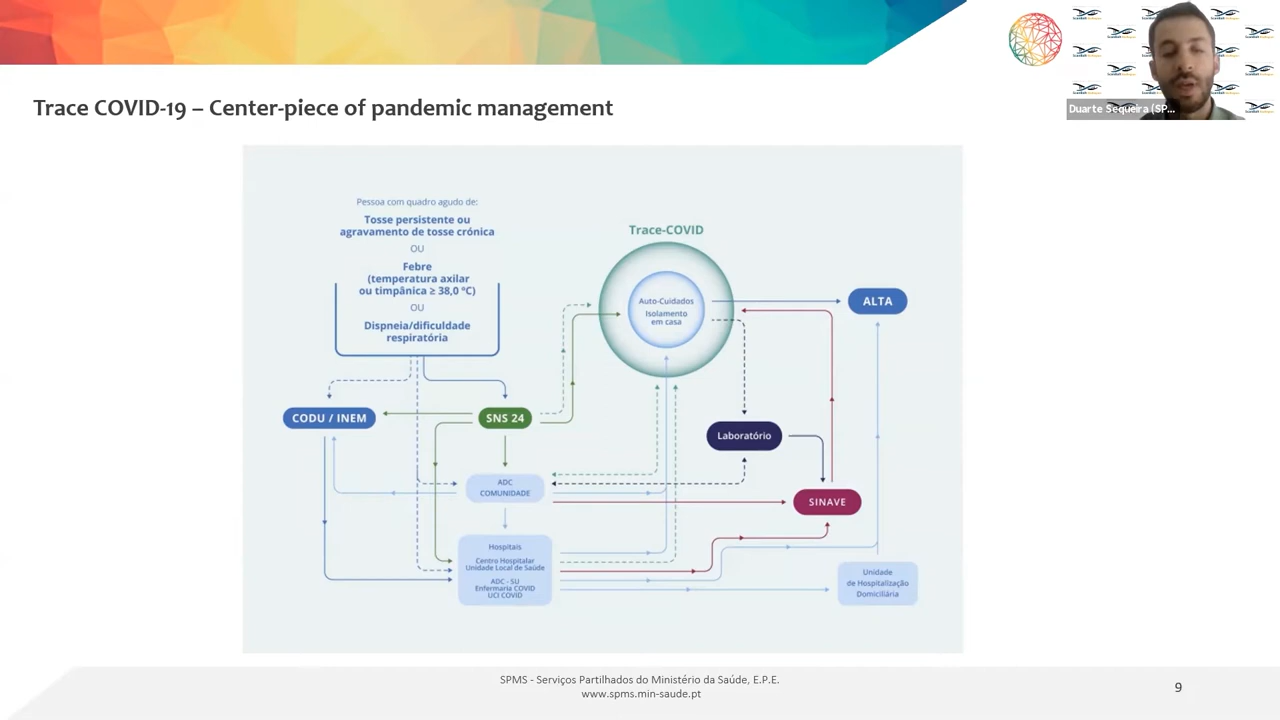 Duarte Sequeira (SP...
Trace COVID-19 – Center-piece of pandemic management
Pessoa com quadro agudo de:
Tosse persistente ou
agravamento de tosse crónica
OU
Febre
(temperatura axilar
ou timpânica ≥ 38,0 ºC)
OU
Dispneia/dificuldade
respiratória
Trace-COVID
Auto-Cuidados
Isolamento
em casa
ALTA
CODU / INEM
SNS 24
Laboratório
ADC
COMUNIDADE
SINAVE
Hospitais
Centro Hospitalar
Unidade Local de Saúde
ADC - SU
Enfermaria COVID
UCI COVID
Unidade
de Hospitalização
Domiciliária
SPMS - Serviços Partilhados do Ministério da Saúde, E.P.E.
www.spms.min-saude.pt
9